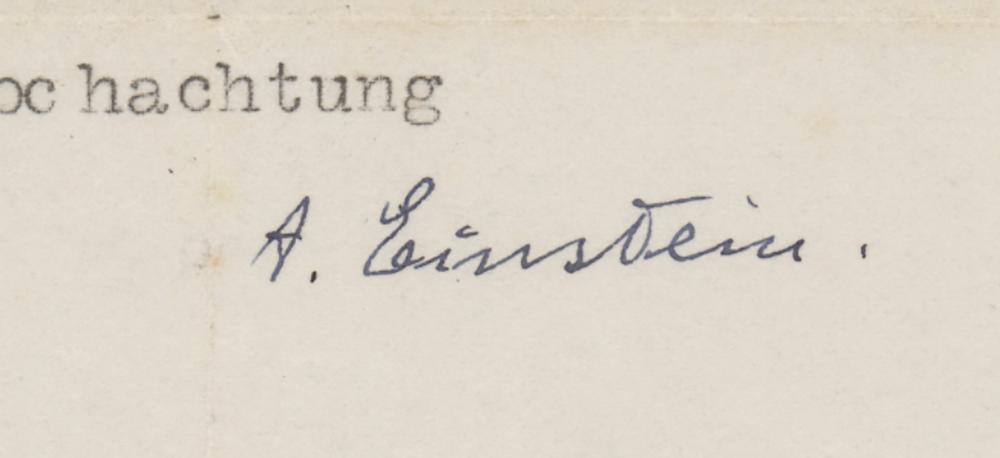 oc hachtung
A. Einstein.